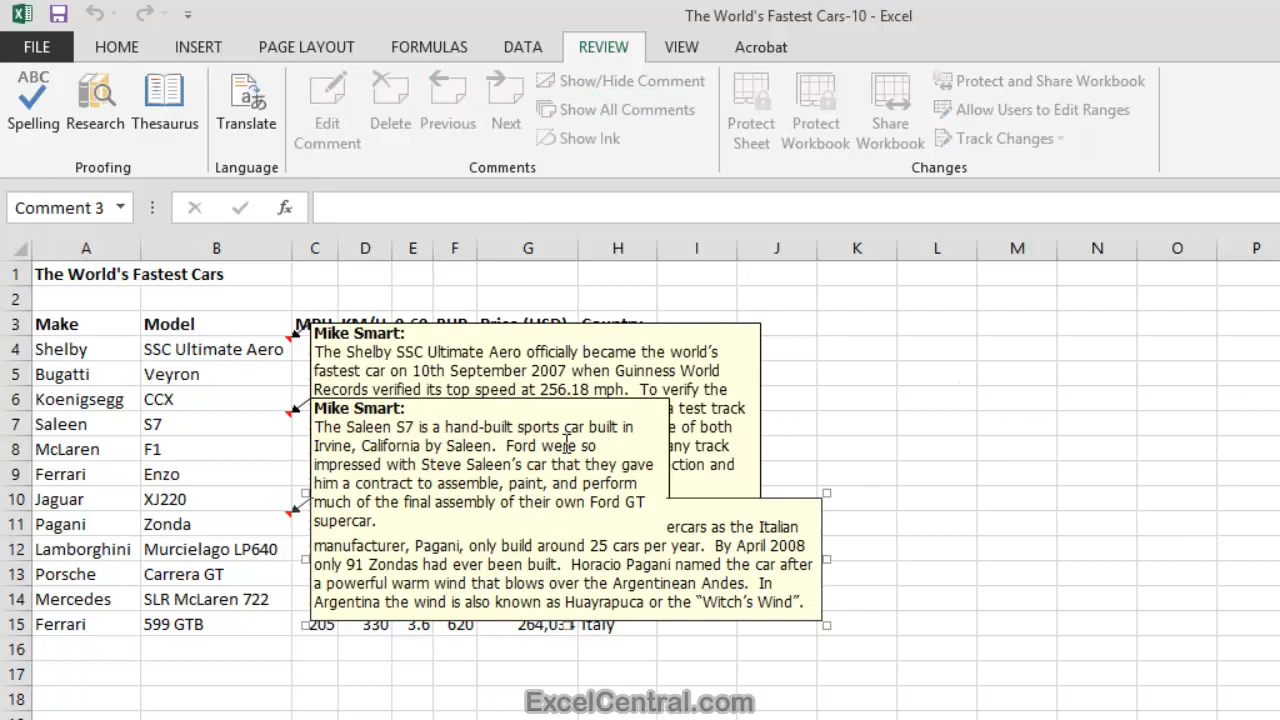 The World's Fastest Cars-10 - Excel
FILE HOME INSERT PAGE LAYOUT FORMULAS DATA REVIEW VIEW Acrobat
ABC
Spelling Research Thesaurus
Proofing
Translate
Language
Edit Comment
Delete Previous Next
Show/Hide Comment
Show All Comments
Show Ink
Comments
Protect Sheet
Protect Workbook
Share Workbook
Protect and Share Workbook
Allow Users to Edit Ranges
Track Changes
Changes
Comment 3 fx
A B C D E F G H I J K L M N O P
1 The World's Fastest Cars
2
3 Make Model MPH KM/H 0-60 BHP Price (USD) Country
4 Shelby SSC Ultimate Aero
5 Bugatti Veyron
6 Koenigsegg CCX
7 Saleen S7
8 McLaren F1
9 Ferrari Enzo
10 Jaguar XJ220
11 Pagani Zonda
12 Lamborghini Murcielago LP640
13 Porsche Carrera GT
14 Mercedes SLR McLaren 722
15 Ferrari 599 GTB 205 330 3.6 620 264,03 Italy
16
17
18
Mike Smart:
The Shelby SSC Ultimate Aero officially became the world’s
fastest car on 10th September 2007 when Guinness World
Records verified its top speed at 256.18 mph. To verify the
a test track
e of both
any track
ction and
Mike Smart:
The Saleen S7 is a hand-built sports car built in
Irvine, California by Saleen. Ford were so
impressed with Steve Saleen’s car that they gave
him a contract to assemble, paint, and perform
much of the final assembly of their own Ford GT
supercar.
ercars as the Italian
manufacturer, Pagani, only build around 25 cars per year. By April 2008
only 91 Zondas had ever been built. Horacio Pagani named the car after
a powerful warm wind that blows over the Argentinean Andes. In
Argentina the wind is also known as Huayrapuca or the “Witch’s Wind”.
ExcelCentral.com